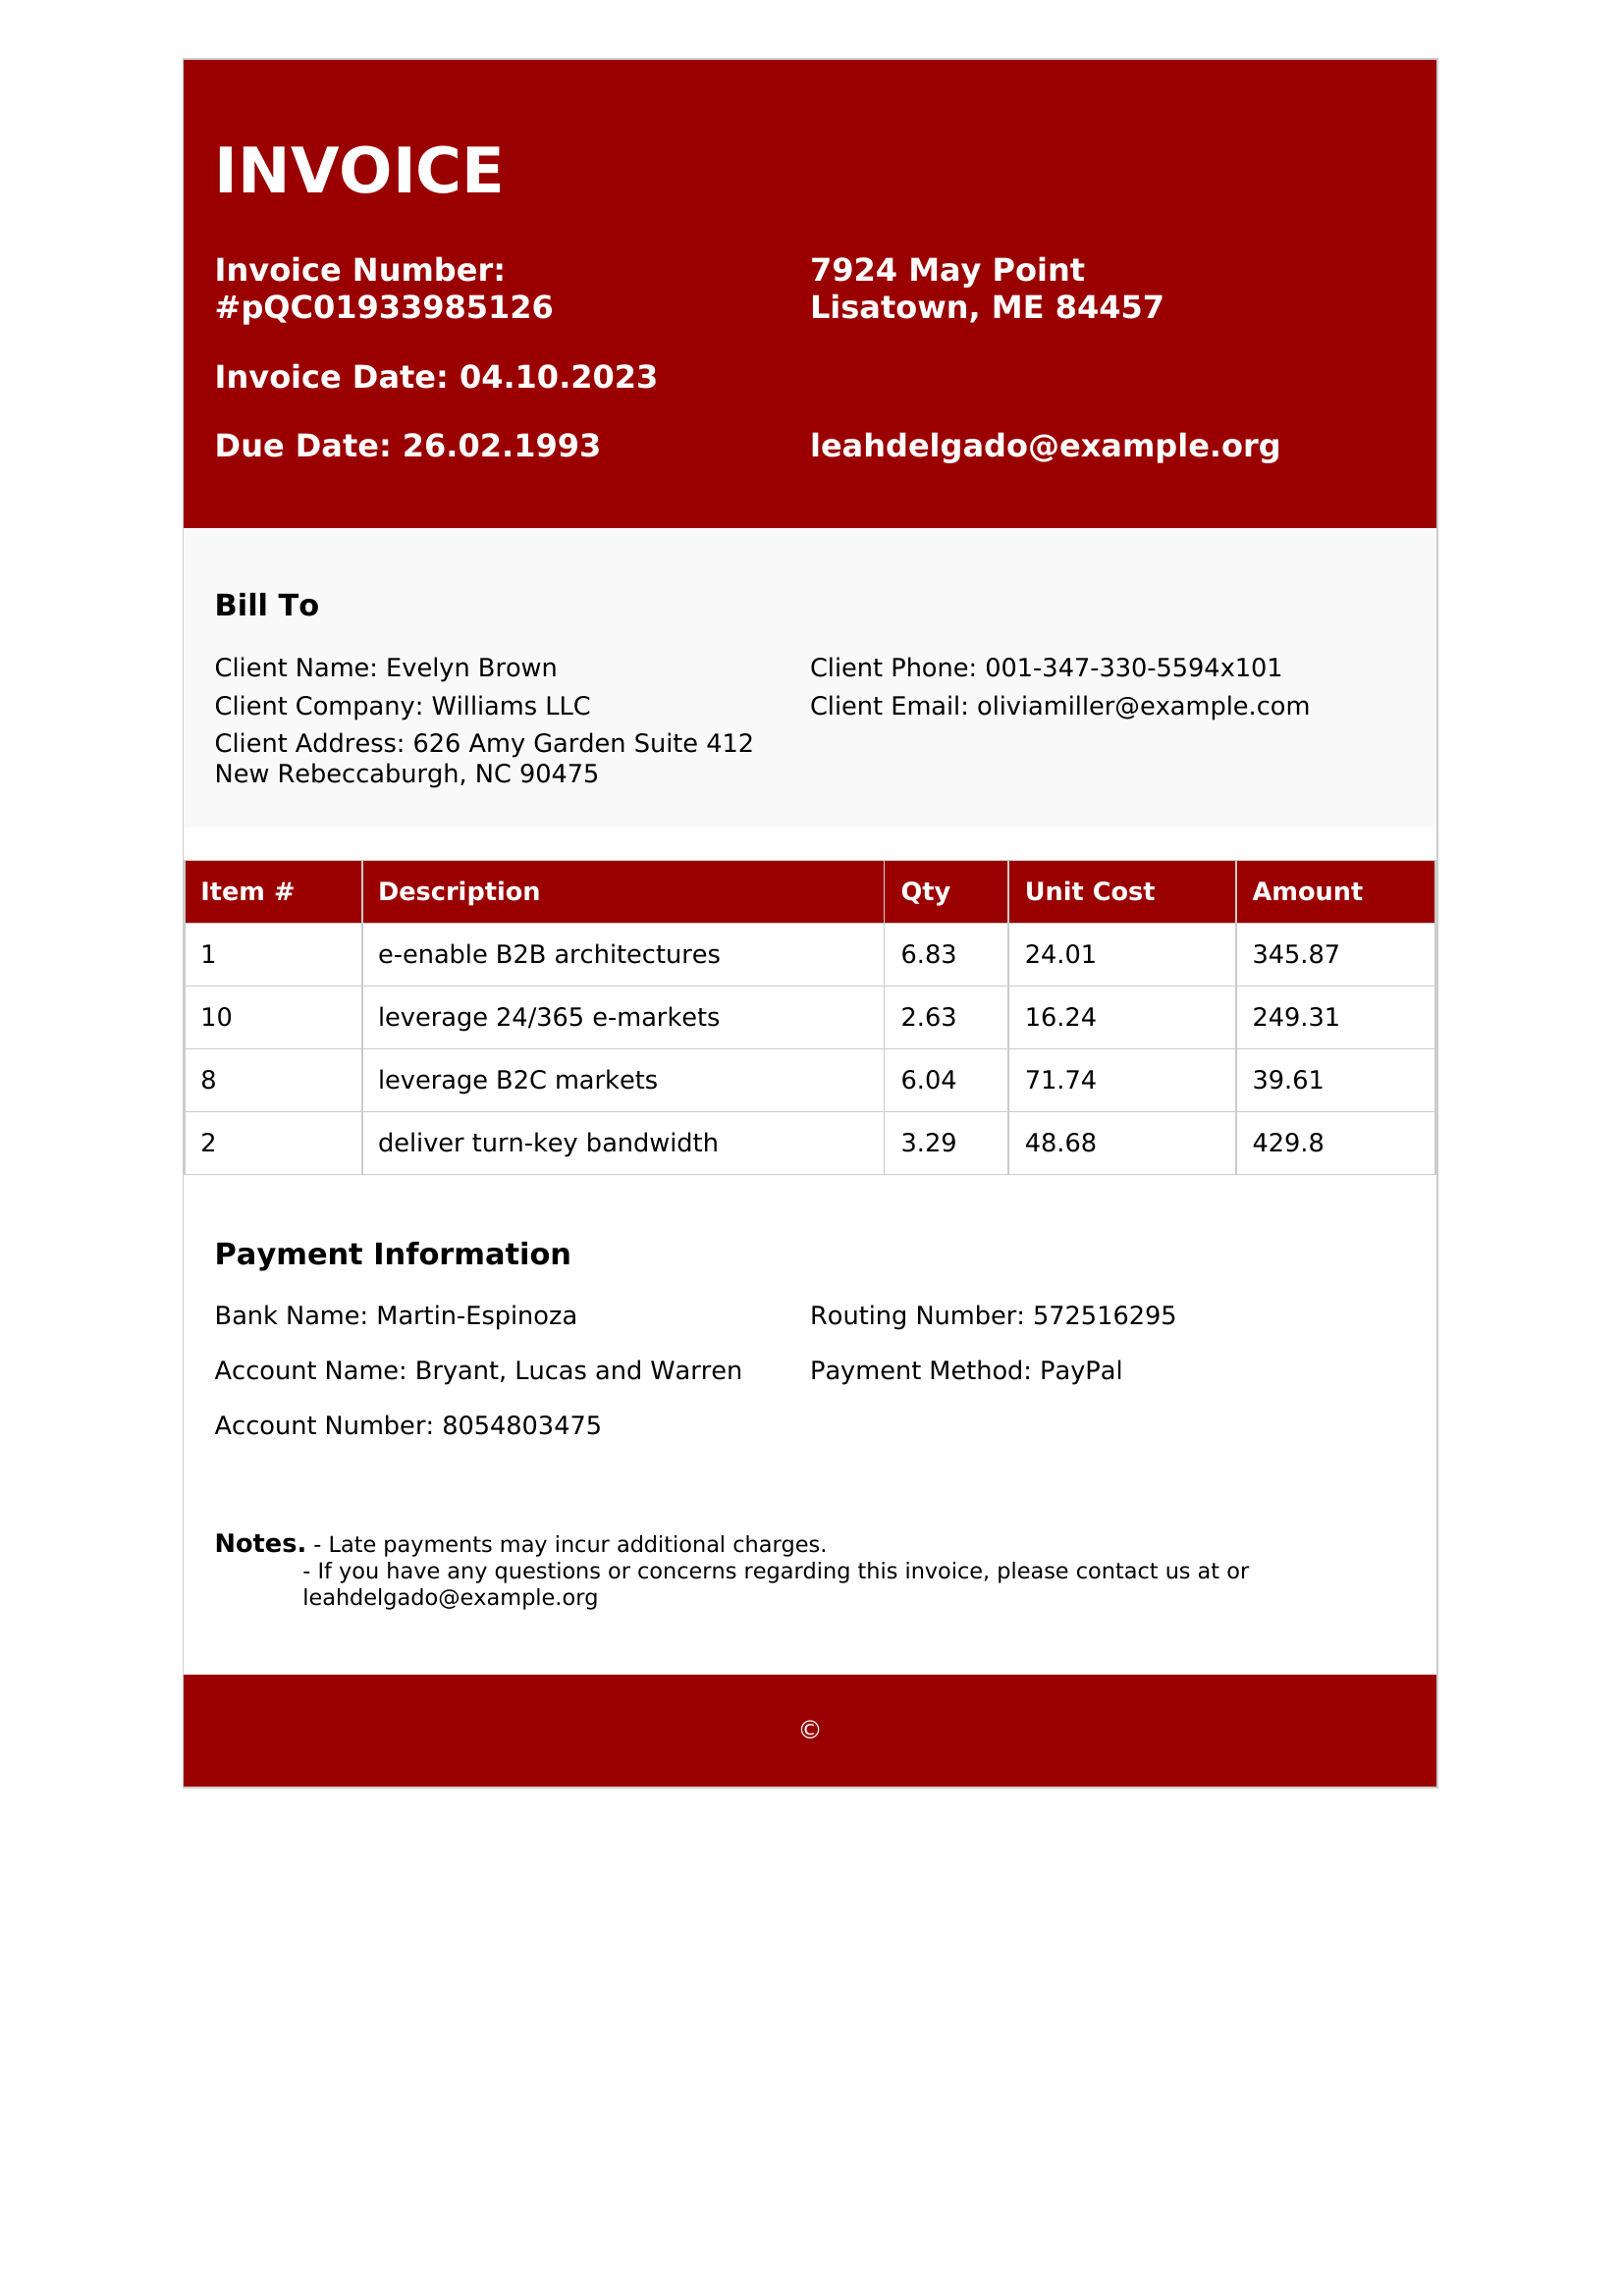 INVOICE
Invoice Number:
#pQC01933985126
7924 May Point
Lisatown, ME 84457
Invoice Date: 04.10.2023
Due Date: 26.02.1993
leahdelgado@example.org
Bill To
Client Name: Evelyn Brown
Client Phone: 001-347-330-5594x101
Client Company: Williams LLC
Client Email: oliviamiller@example.com
Client Address: 626 Amy Garden Suite 412
New Rebeccaburgh, NC 90475
Item # Description Qty Unit Cost Amount
1 e-enable B2B architectures 6.83 24.01 345.87
10 leverage 24/365 e-markets 2.63 16.24 249.31
8 leverage B2C markets 6.04 71.74 39.61
2 deliver turn-key bandwidth 3.29 48.68 429.8
Payment Information
Bank Name: Martin-Espinoza
Routing Number: 572516295
Account Name: Bryant, Lucas and Warren
Payment Method: PayPal
Account Number: 8054803475
Notes. - Late payments may incur additional charges.
- If you have any questions or concerns regarding this invoice, please contact us at or
leahdelgado@example.org
©